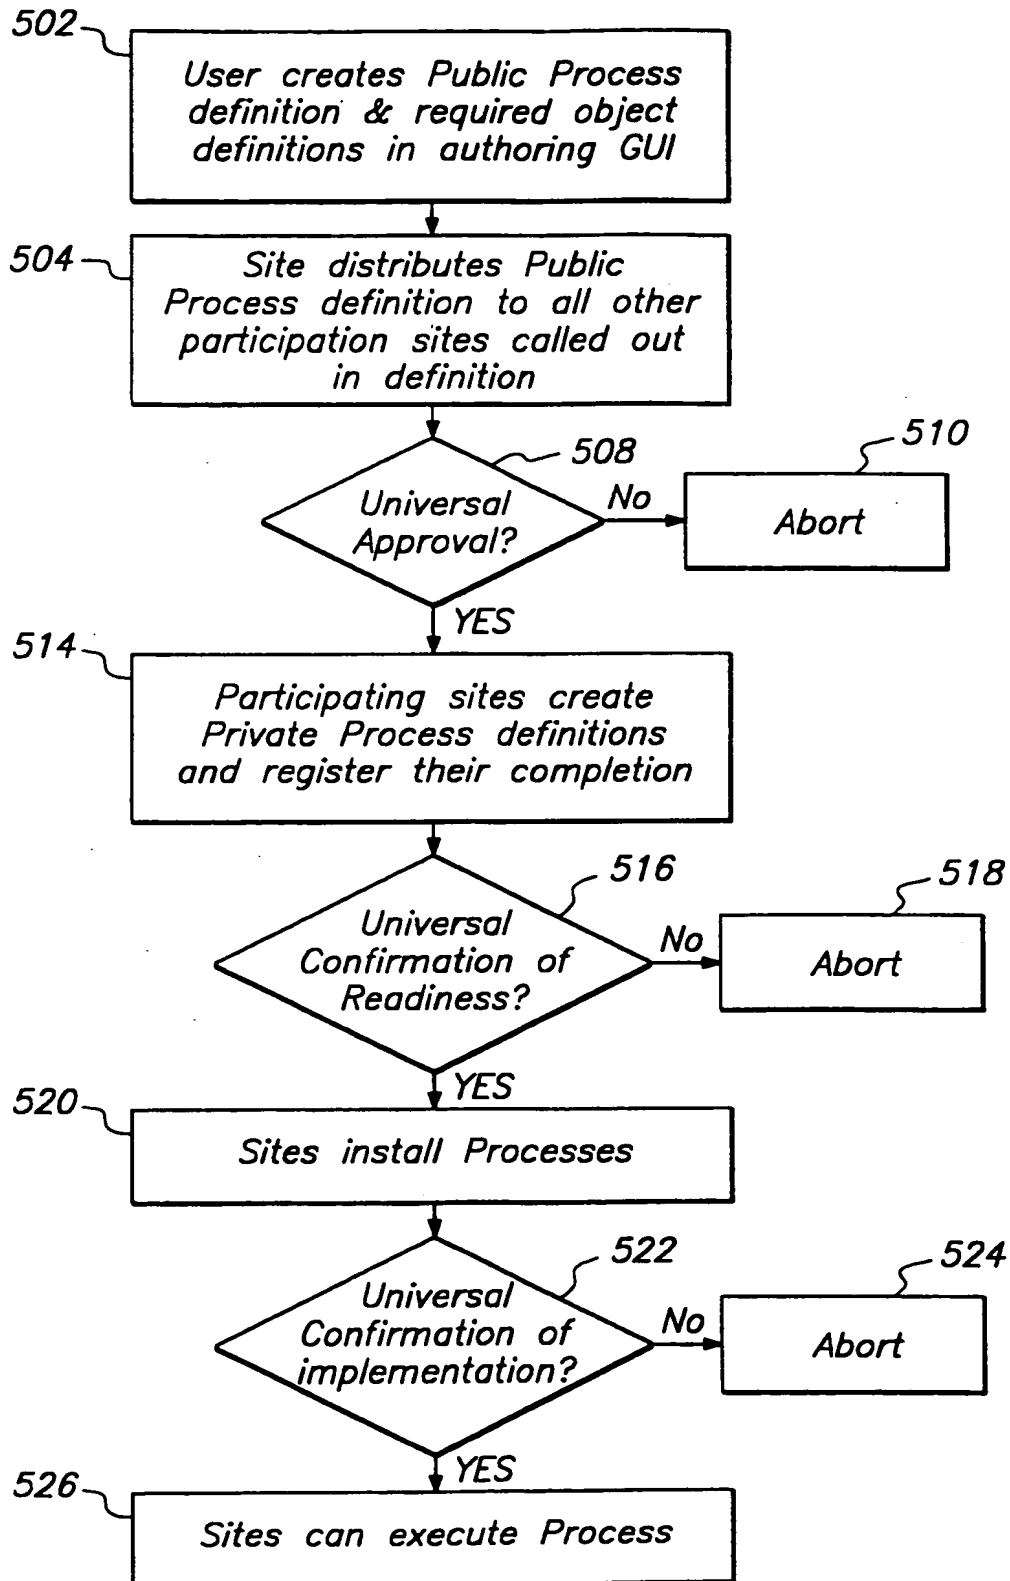 502
User creates Public Process
definition & required object
definitions in authoring GUI
504
Site distributes Public
Process definition to all other
participation sites called out
in definition
508
510
Universal
Approval?
No
Abort
YES
514
Participating sites create
Private Process definitions
and register their completion
516
518
Universal
Confirmation of
Readiness?
No
Abort
YES
520
Sites install Processes
522
524
Universal
Confirmation of
implementation?
No
Abort
YES
526
Sites can execute Process